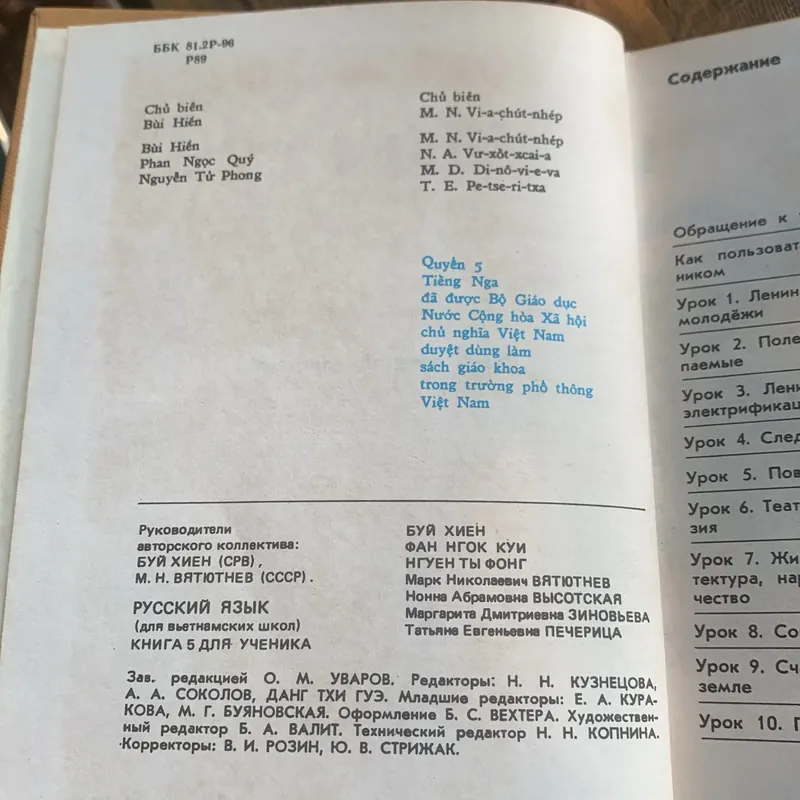 ББК 81.2Р-96
Р89
Chủ biên
Bùi Hiền
Bùi Hiền
Phan Ngọc Quý
Nguyễn Tử Phong
Chủ biên
M. N. Vi-a-chút-nhép
M. N. Vi-a-chút-nhép
N. A. Vư-xốt-xcai-a
M. D. Di-nô-vi-e-va
T. E. Pe-tse-ri-txa
Quyển 5
Tiếng Nga
đã được Bộ Giáo dục
Nước Cộng hòa Xã hội
chủ nghĩa Việt Nam
duyệt dùng làm
sách giáo khoa
trong trường phổ thông
Việt Nam
Руководители
авторского коллектива:
БУЙ ХИЕН (СРВ),
М. Н. ВЯТЮТНЕВ (СССР).
РУССКИЙ ЯЗЫК
(для вьетнамских школ)
КНИГА 5 ДЛЯ УЧЕНИКА
БУЙ ХИЕН
ФАН НГОК КУИ
НГУЕН ТЫ ФОНГ
Марк Николаевич ВЯТЮТНЕВ
Нонна Абрамовна ВЫСОТСКАЯ
Маргарита Дмитриевна ЗИНОВЬЕВА
Татьяна Евгеньевна ПЕЧЕРИЦА
Зав. редакцией О. М. УВАРОВ. Редакторы: Н. Н. КУЗНЕЦОВА,
А. А. СОКОЛОВ, ДАНГ ТХИ ГУЭ. Младшие редакторы: Е. А. КУРА-
КОВА, М. Г. БУЯНОВСКАЯ. Оформление Б. С. ВЕХТЕРА. Художествен-
ный редактор Б. А. ВАЛИТ. Технический редактор Н. Н. КОПНИНА.
Корректоры: В. И. РОЗИН, Ю. В. СТРИЖАК.
Содержание
Обращение к
Как пользоват
ником
Урок 1. Ленин
молодёжи
Урок 2. Поле
паемые
Урок 3. Лени
электрификац
Урок 4. След
Урок 5. Пов
Урок 6. Теат
зия
Урок 7. Жи
тектура, на
чество
Урок 8. Со
Урок 9. Сч
земле
Урок 10. П